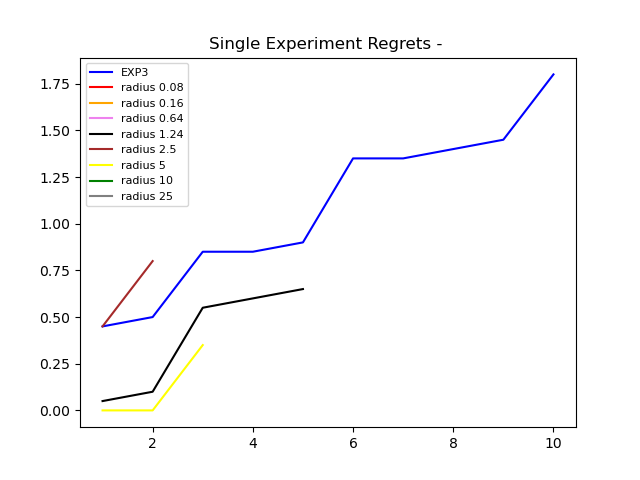 Single Experiment Regrets -
EXP3
radius 0.08
radius 0.16
radius 0.64
radius 1.24
radius 2.5
radius 5
radius 10
radius 25
1.75
1.50
1.25
1.00
0.75
0.50
0.25
0.00
2 4 6 8 10